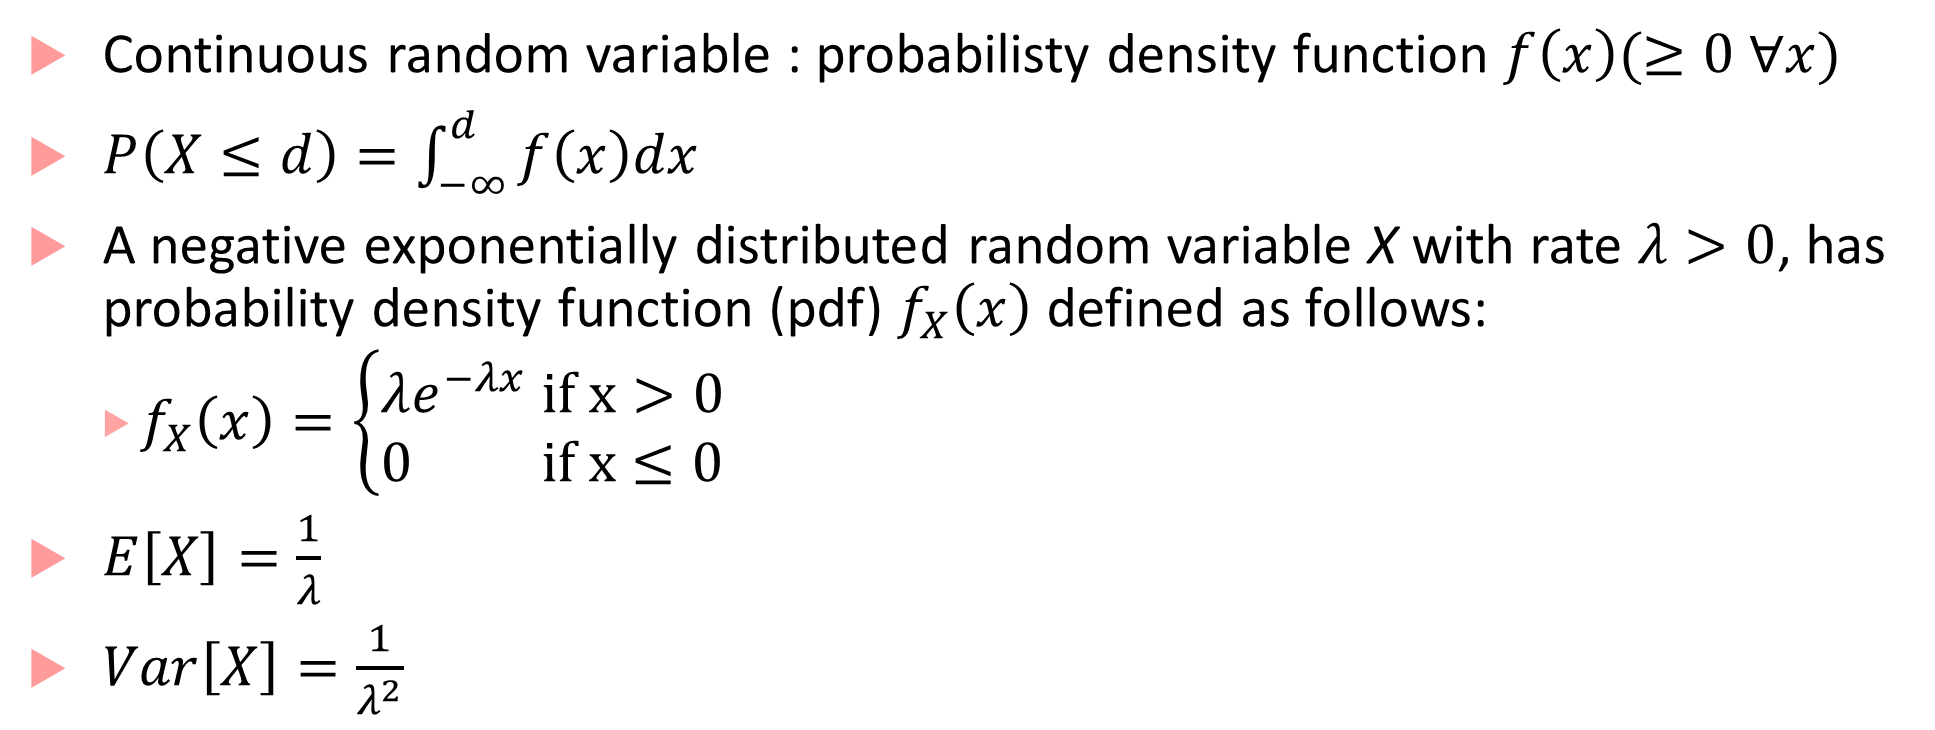 Continuous random variable : probabilisty density function f(x)(≥ 0 ∀x)
P(X ≤ d) = ∫_{−∞}^{d} f(x)dx
A negative exponentially distributed random variable X with rate λ > 0, has
probability density function (pdf) f_X(x) defined as follows:
f_X(x) = { λe^{−λx} if x > 0
0 if x ≤ 0
E[X] = 1/λ
Var[X] = 1/λ²